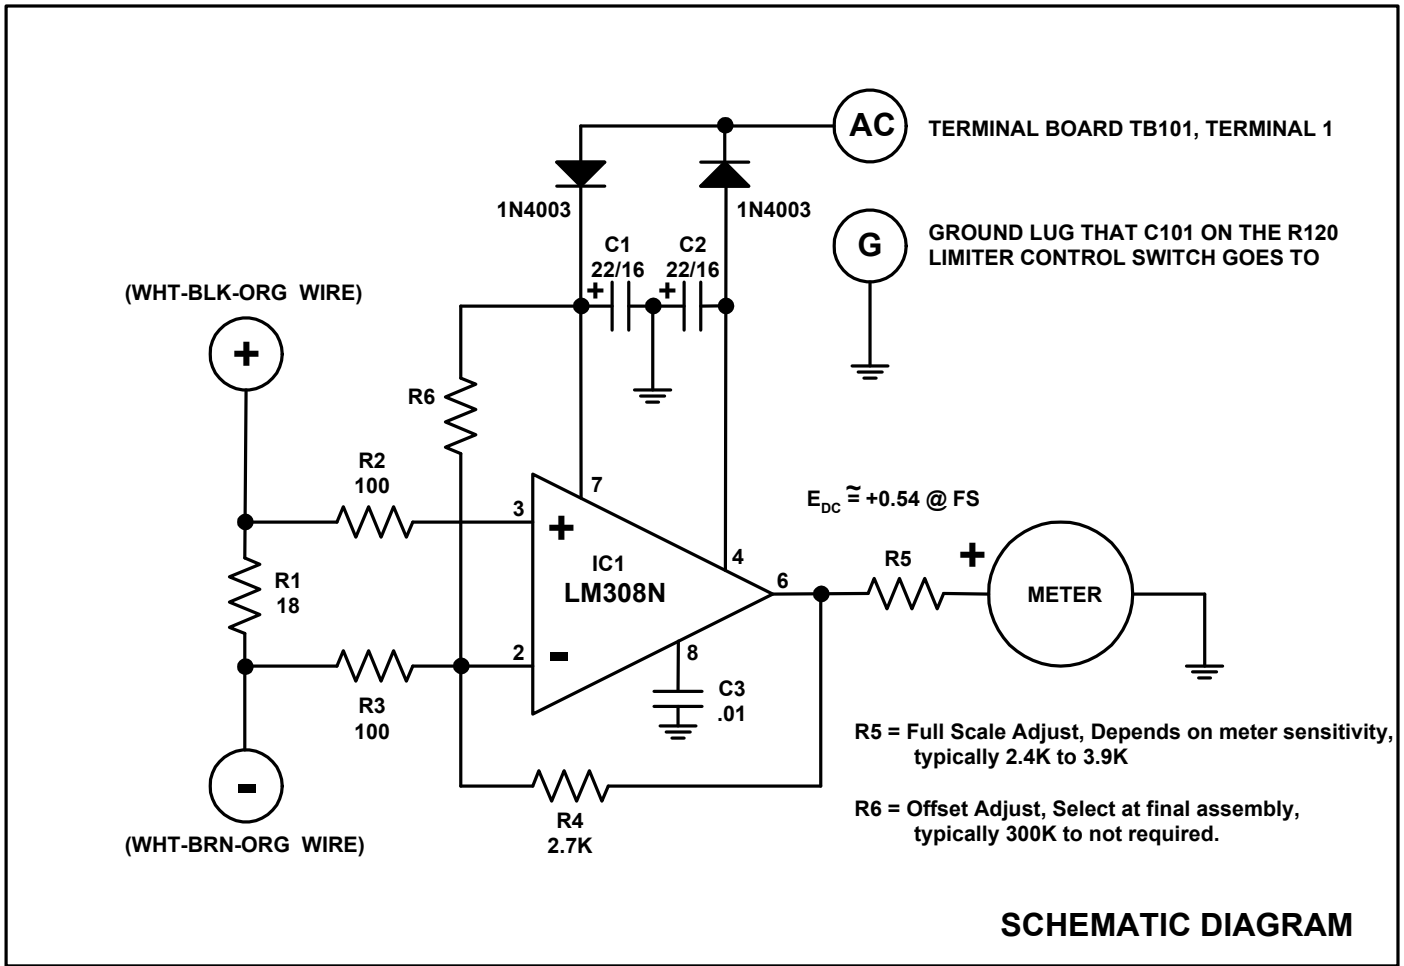 AC
TERMINAL BOARD TB101, TERMINAL 1
1N4003
1N4003
G
GROUND LUG THAT C101 ON THE R120
LIMITER CONTROL SWITCH GOES TO
C1
22/16
C2
22/16
+
+
(WHT-BLK-ORG WIRE)
+
R6
R2
100
3
7
+
EDC ≅ +0.54 @ FS
4
IC1
LM308N
6
R5
+
METER
R1
18
2
-
8
R3
100
C3
.01
R5 = Full Scale Adjust, Depends on meter sensitivity,
typically 2.4K to 3.9K
-
R4
2.7K
R6 = Offset Adjust, Select at final assembly,
typically 300K to not required.
(WHT-BRN-ORG WIRE)
SCHEMATIC DIAGRAM